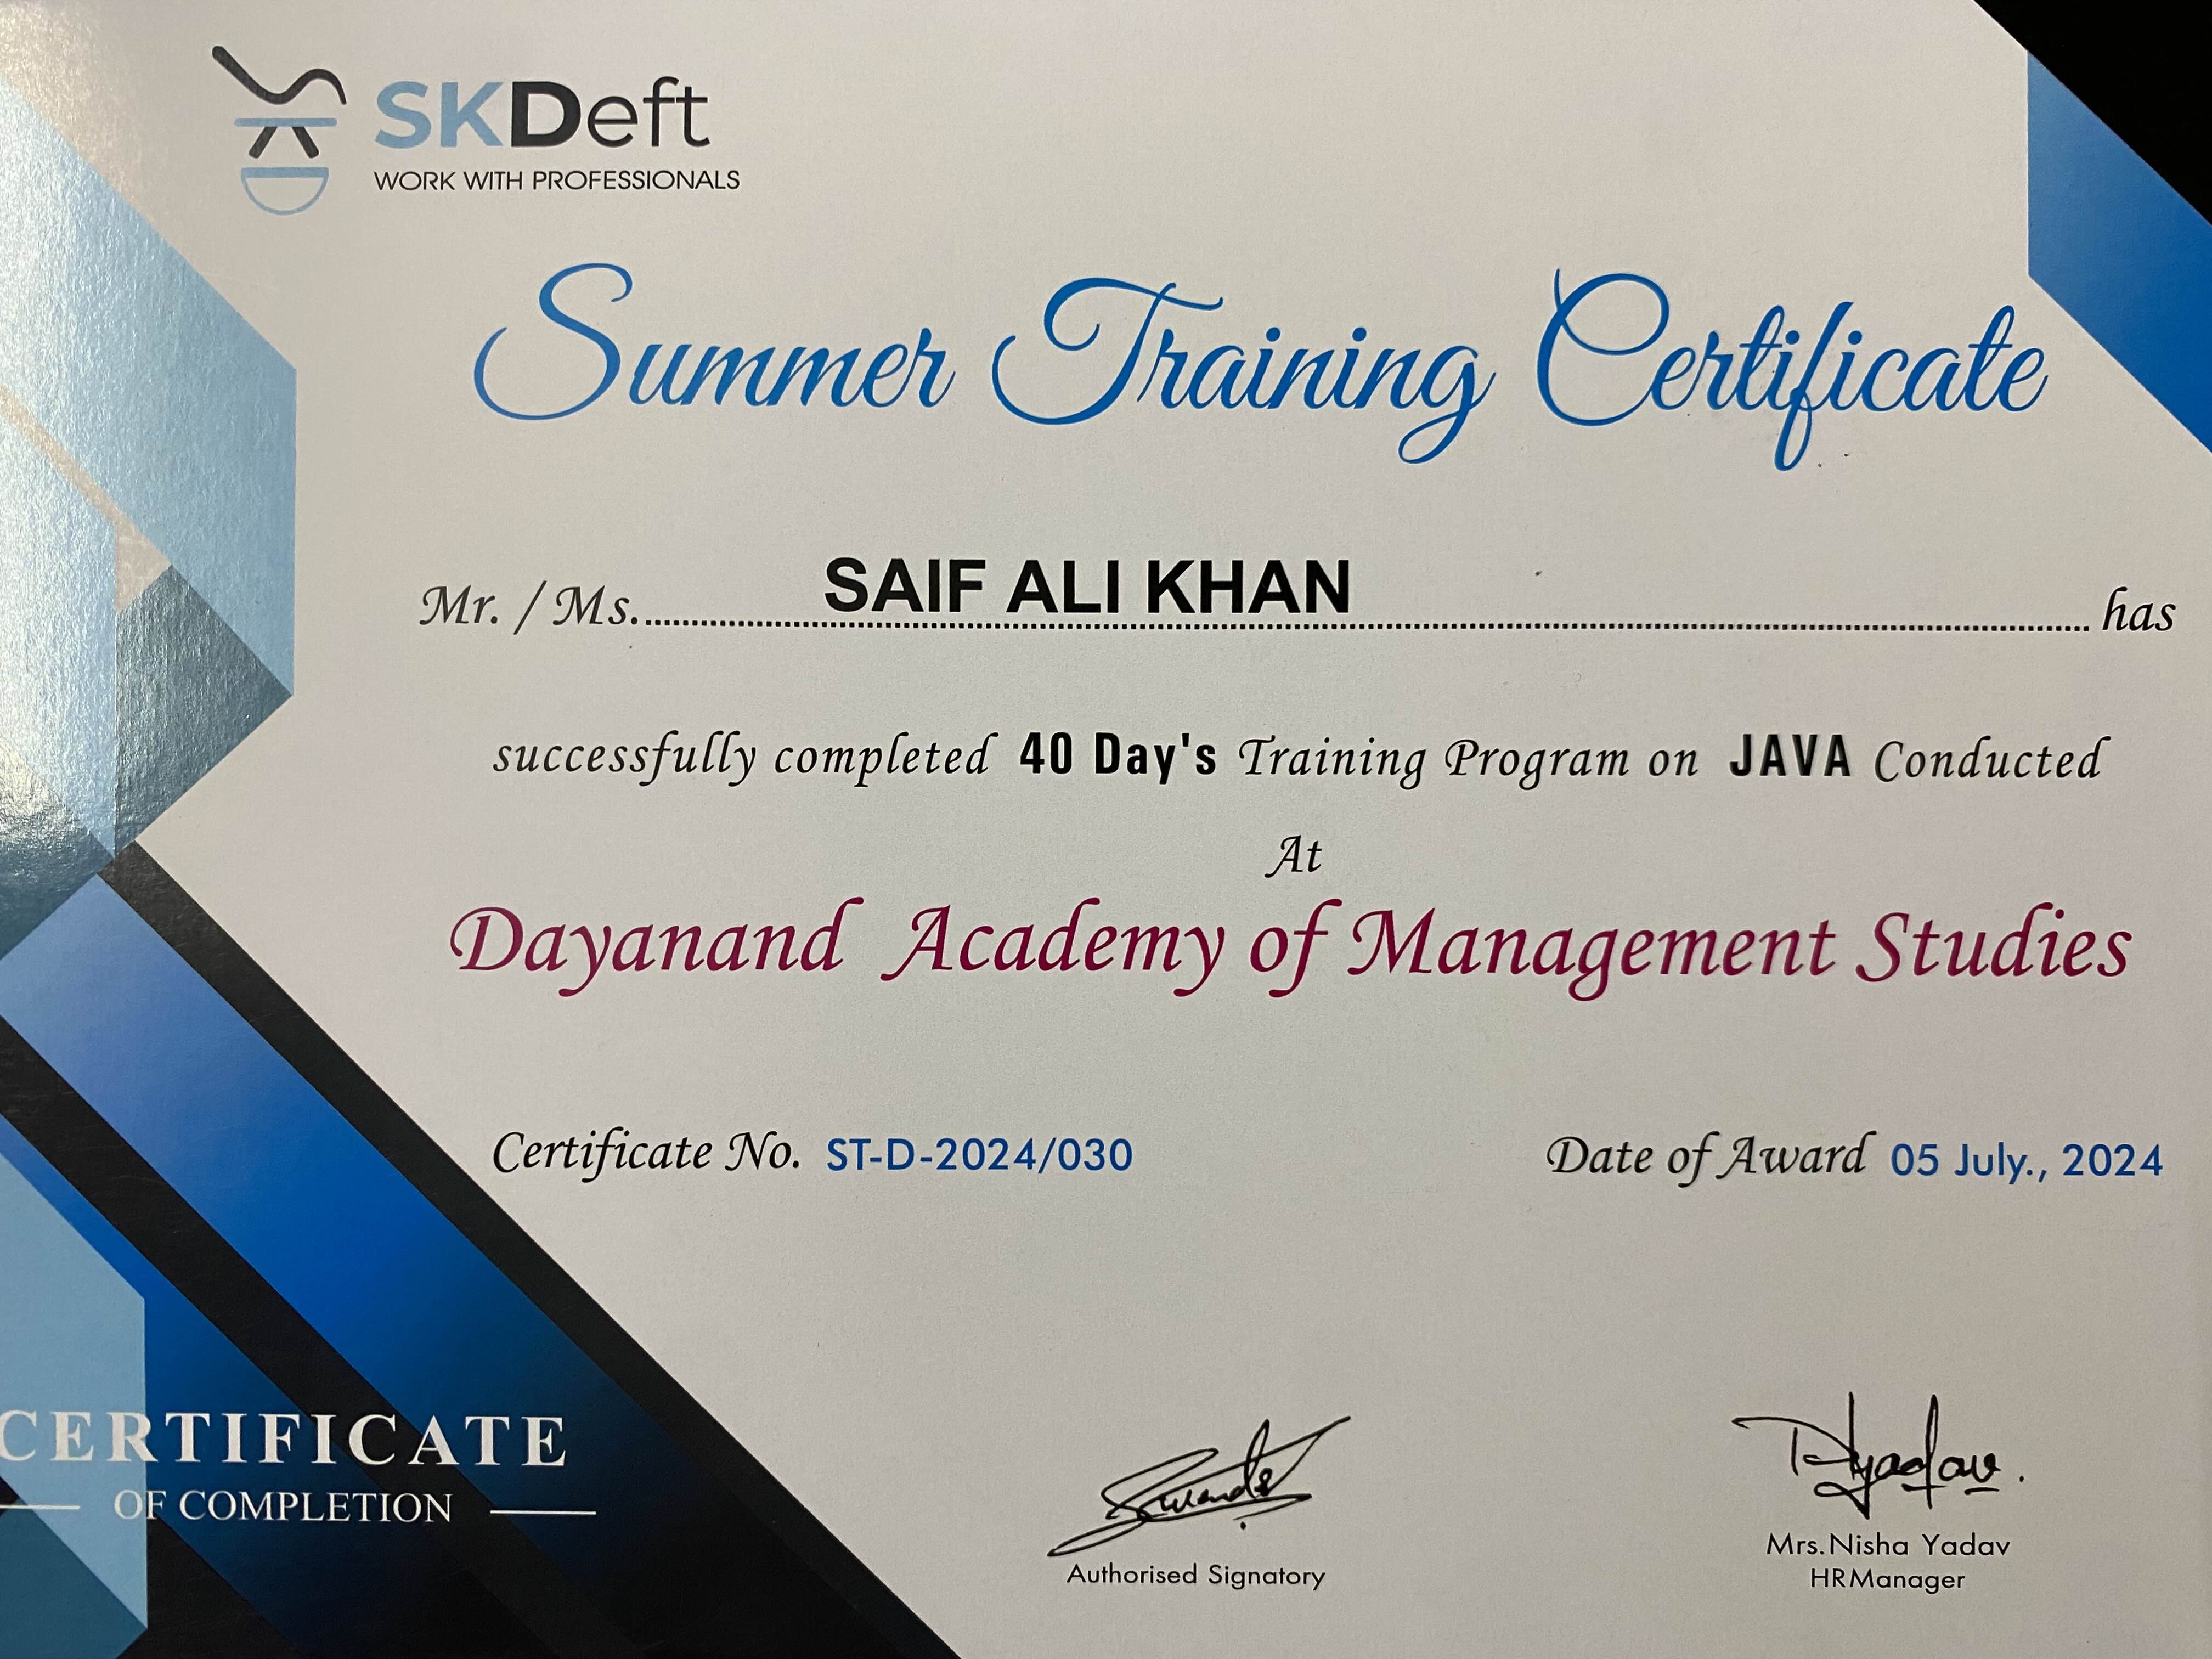 SKDeft
WORK WITH PROFESSIONALS
Summer Training Certificate
Mr. / Ms. SAIF ALI KHAN has
successfully completed 40 Day's Training Program on JAVA Conducted
At
Dayanand Academy of Management Studies
Certificate No. ST-D-2024/030 Date of Award 05 July., 2024
CERTIFICATE
OF COMPLETION
Authorised Signatory
Mrs.Nisha Yadav
HRManager